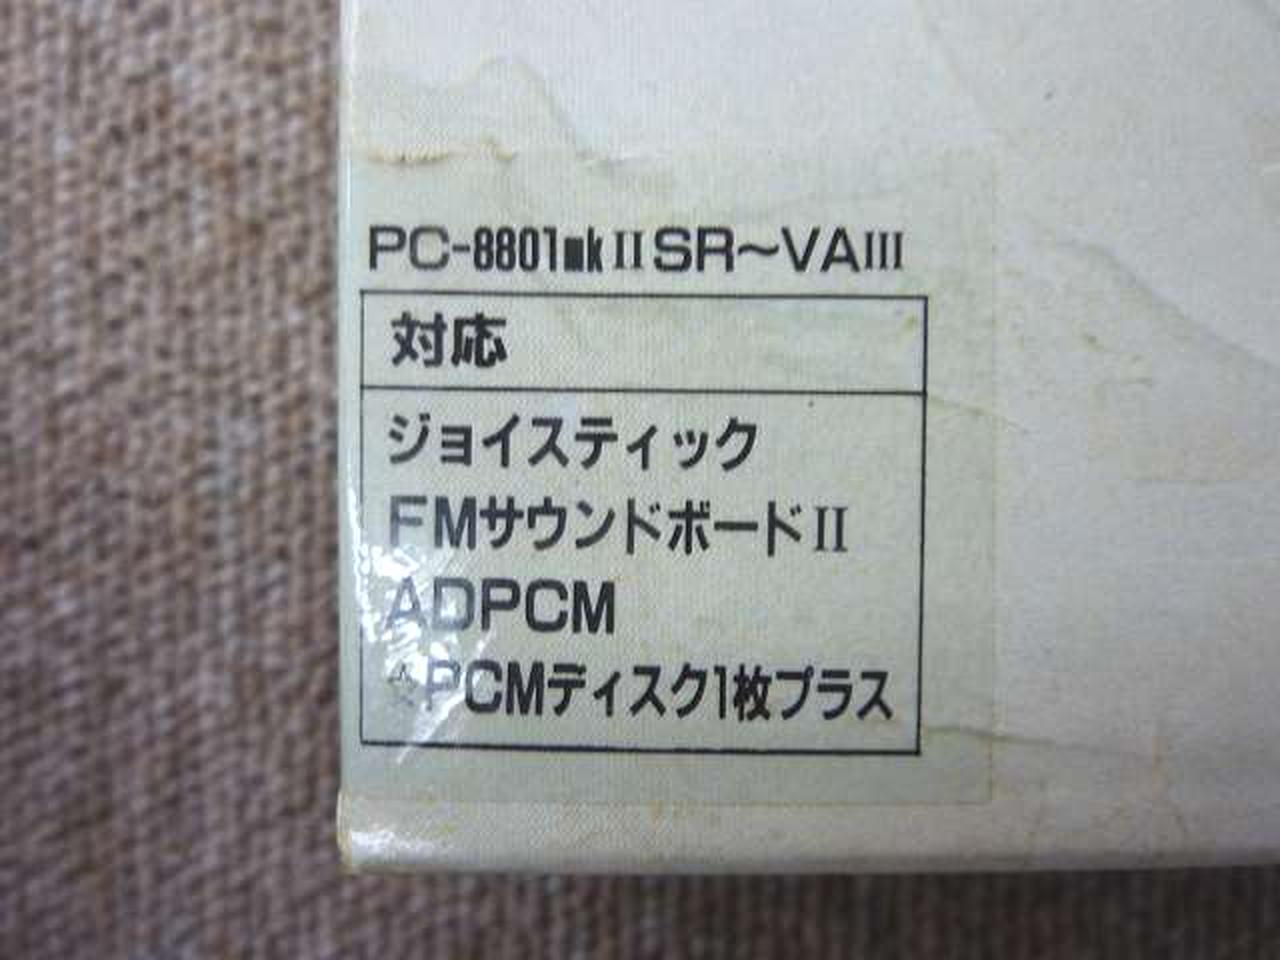 PC-8801mkⅡSR～VAⅢ
対応
ジョイスティック
FMサウンドボードⅡ
ADPCM
PCMディスク1枚プラス